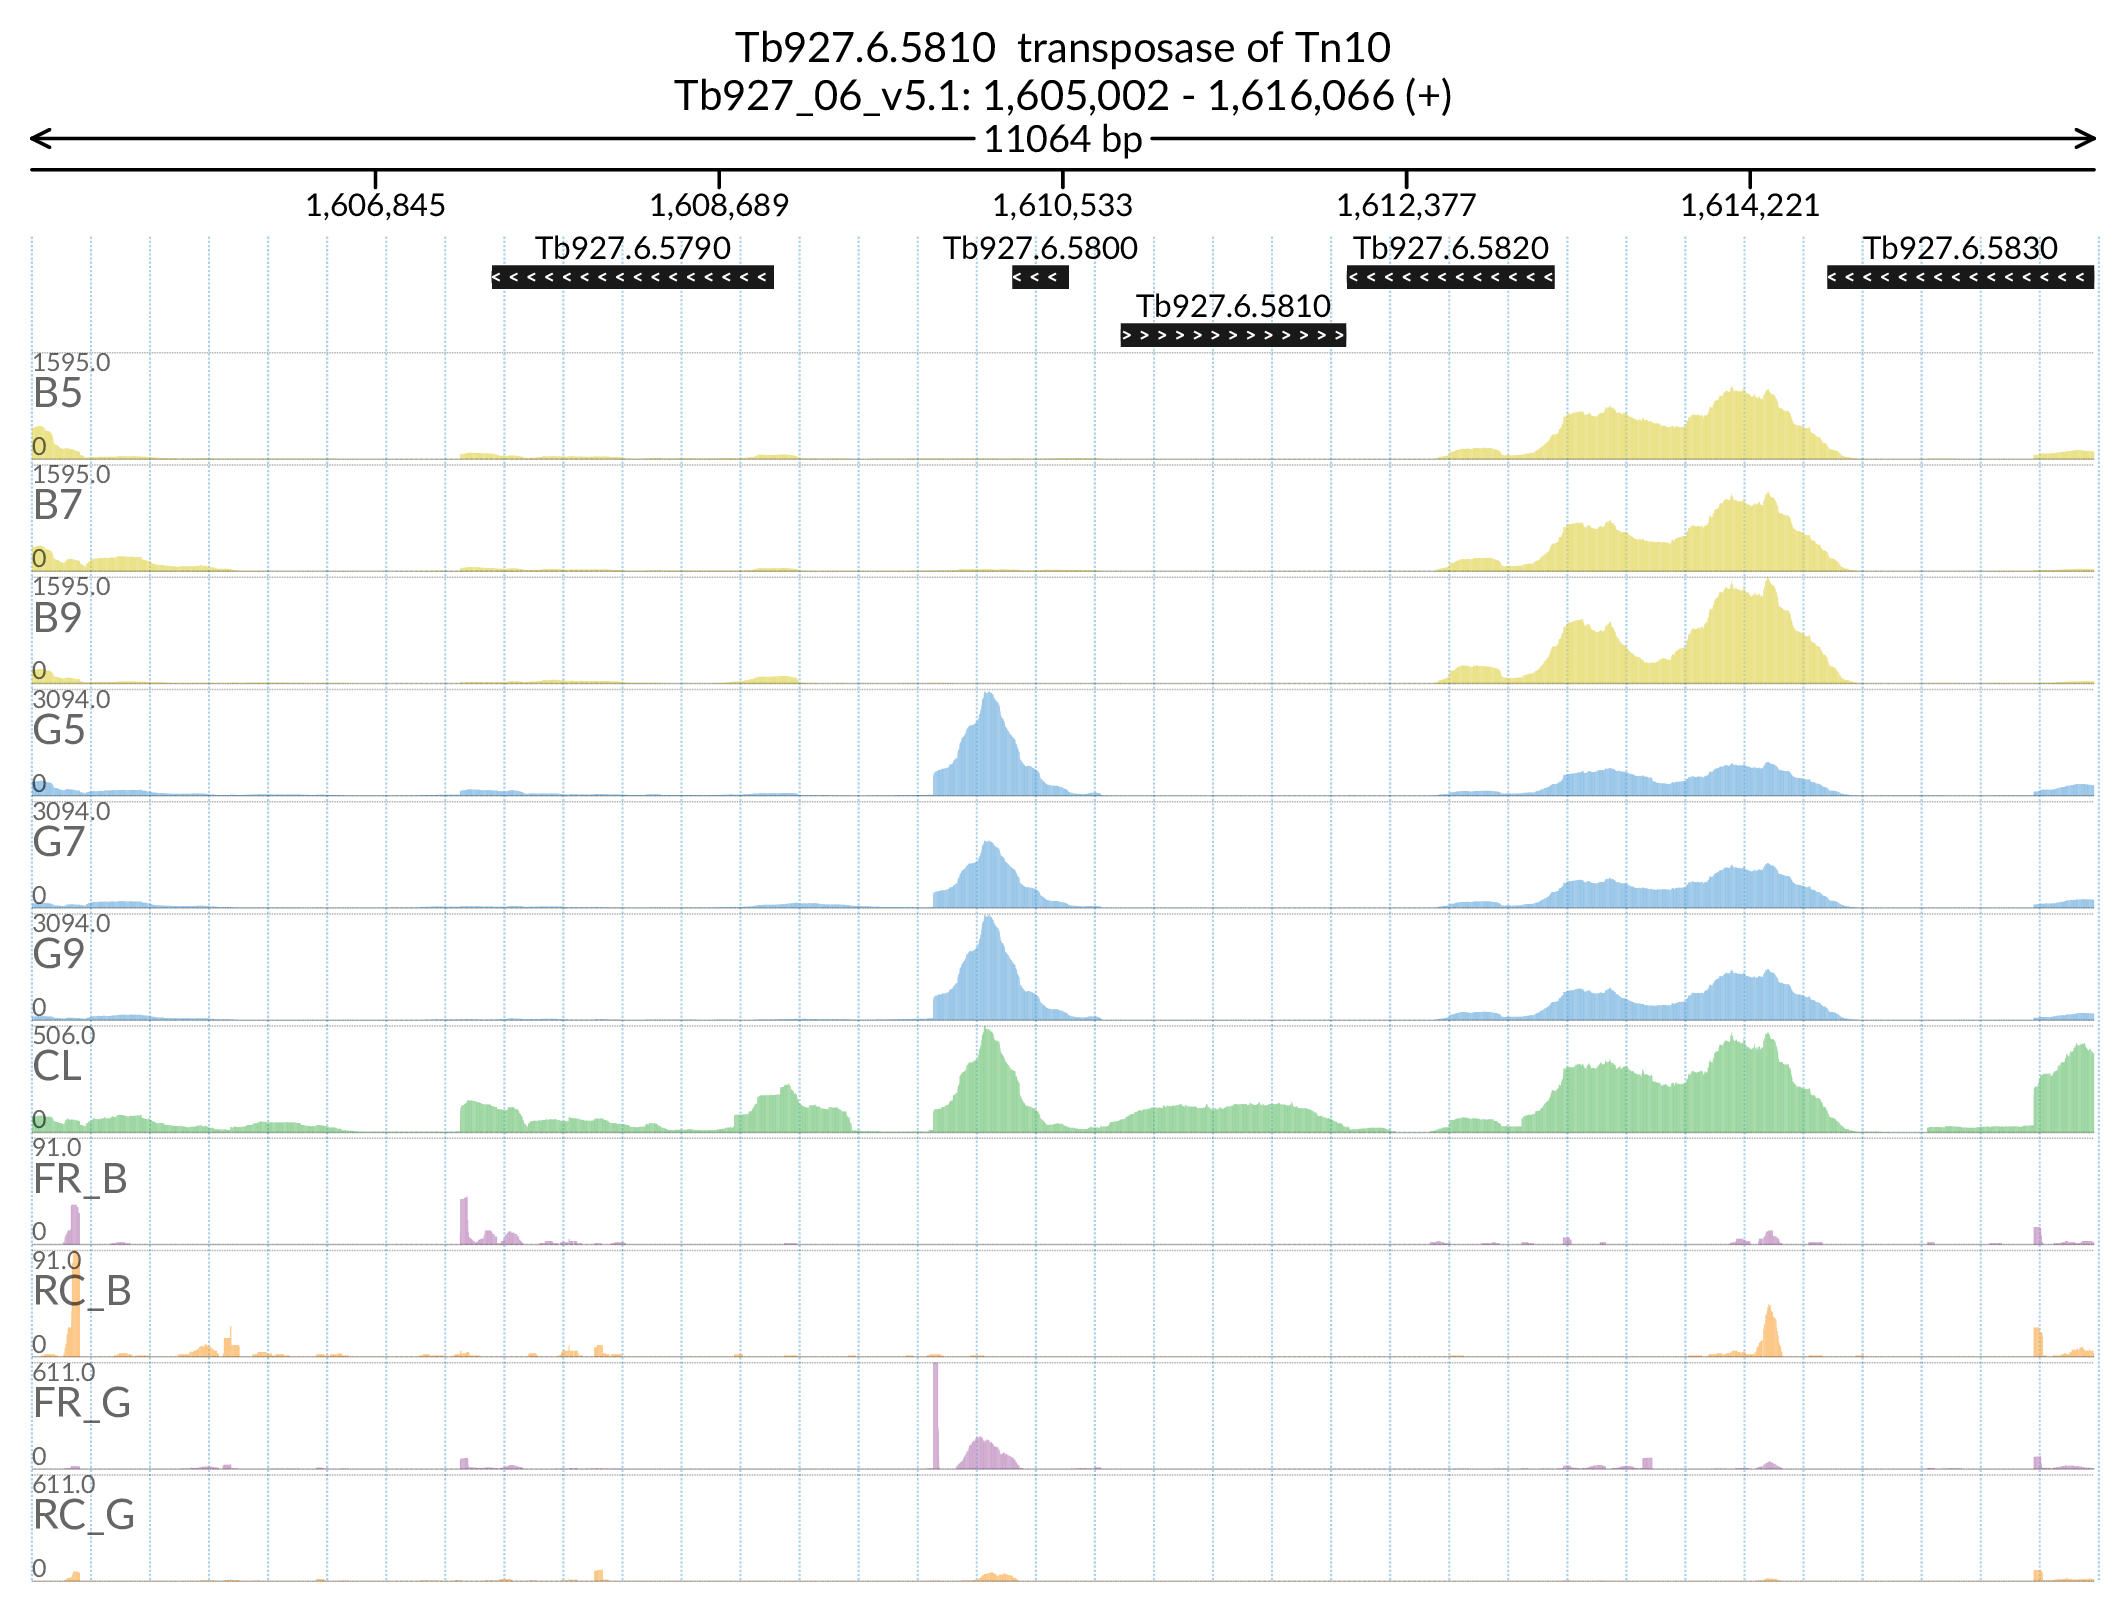 Tb927.6.5810  transposase of Tn10
Tb927_06_v5.1: 1,605,002 - 1,616,066 (+)
11064 bp
1,606,845 1,608,689 1,610,533 1,612,377 1,614,221
Tb927.6.5790 Tb927.6.5800 Tb927.6.5820 Tb927.6.5830
Tb927.6.5810
1595.0
B5
0
1595.0
B7
0
1595.0
B9
0
3094.0
G5
0
3094.0
G7
0
3094.0
G9
0
506.0
CL
0
91.0
FR_B
0
91.0
RC_B
0
611.0
FR_G
0
611.0
RC_G
0